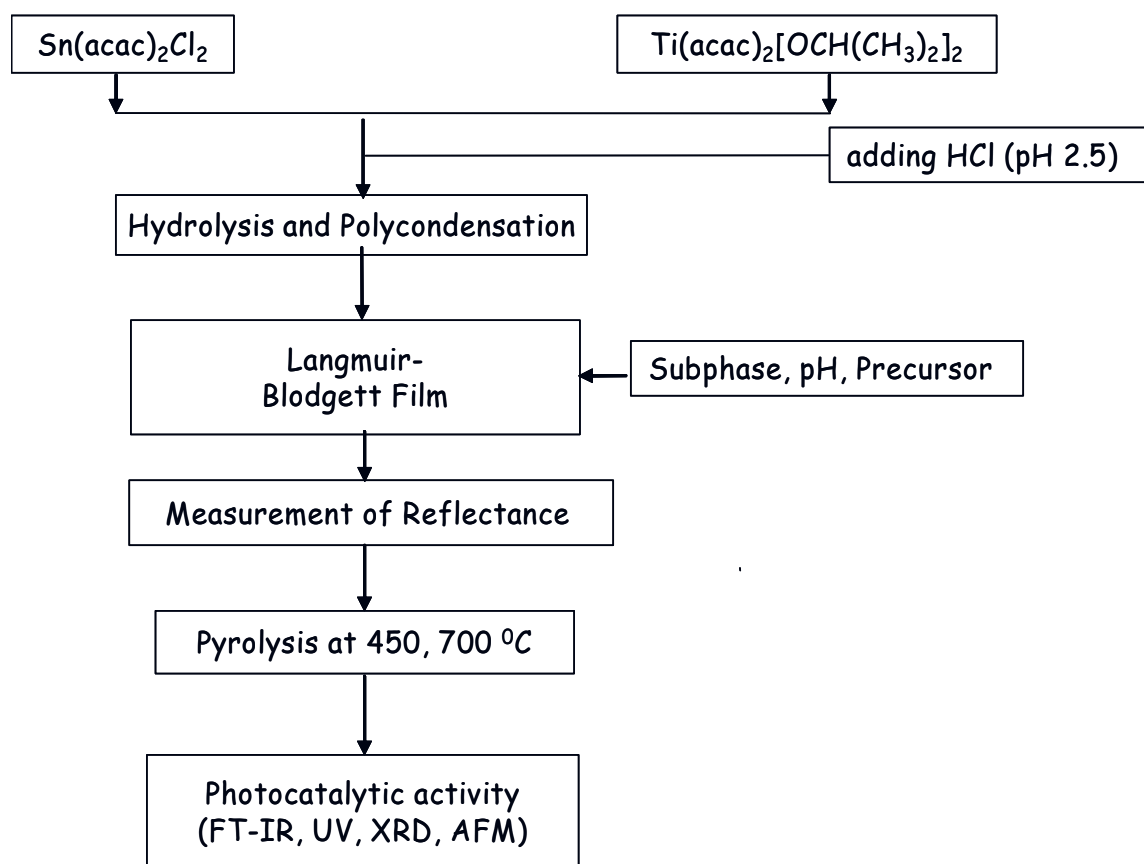 Sn(acac)₂Cl₂
Ti(acac)₂[OCH(CH₃)₂]₂
adding HCl (pH 2.5)
Hydrolysis and Polycondensation
Langmuir-
Blodgett Film
Subphase, pH, Precursor
Measurement of Reflectance
Pyrolysis at 450, 700 ⁰C
Photocatalytic activity
(FT-IR, UV, XRD, AFM)